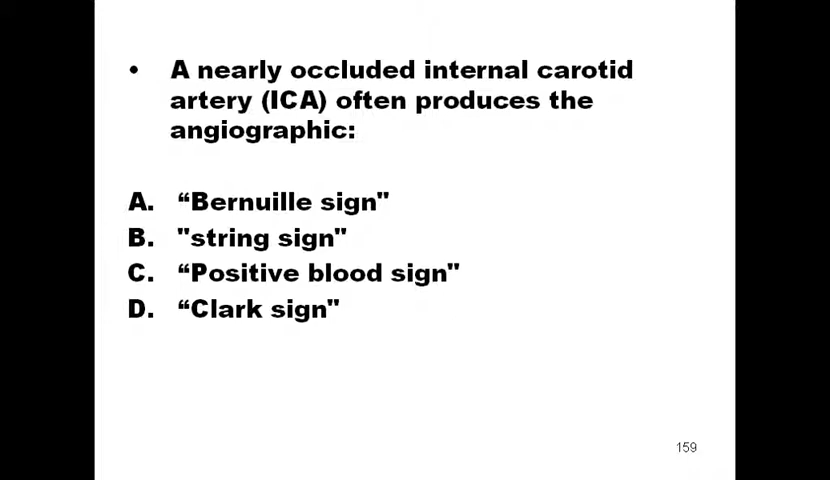 • A nearly occluded internal carotid
artery (ICA) often produces the
angiographic:
A. “Bernuille sign"
B. "string sign"
C. “Positive blood sign"
D. “Clark sign"
159